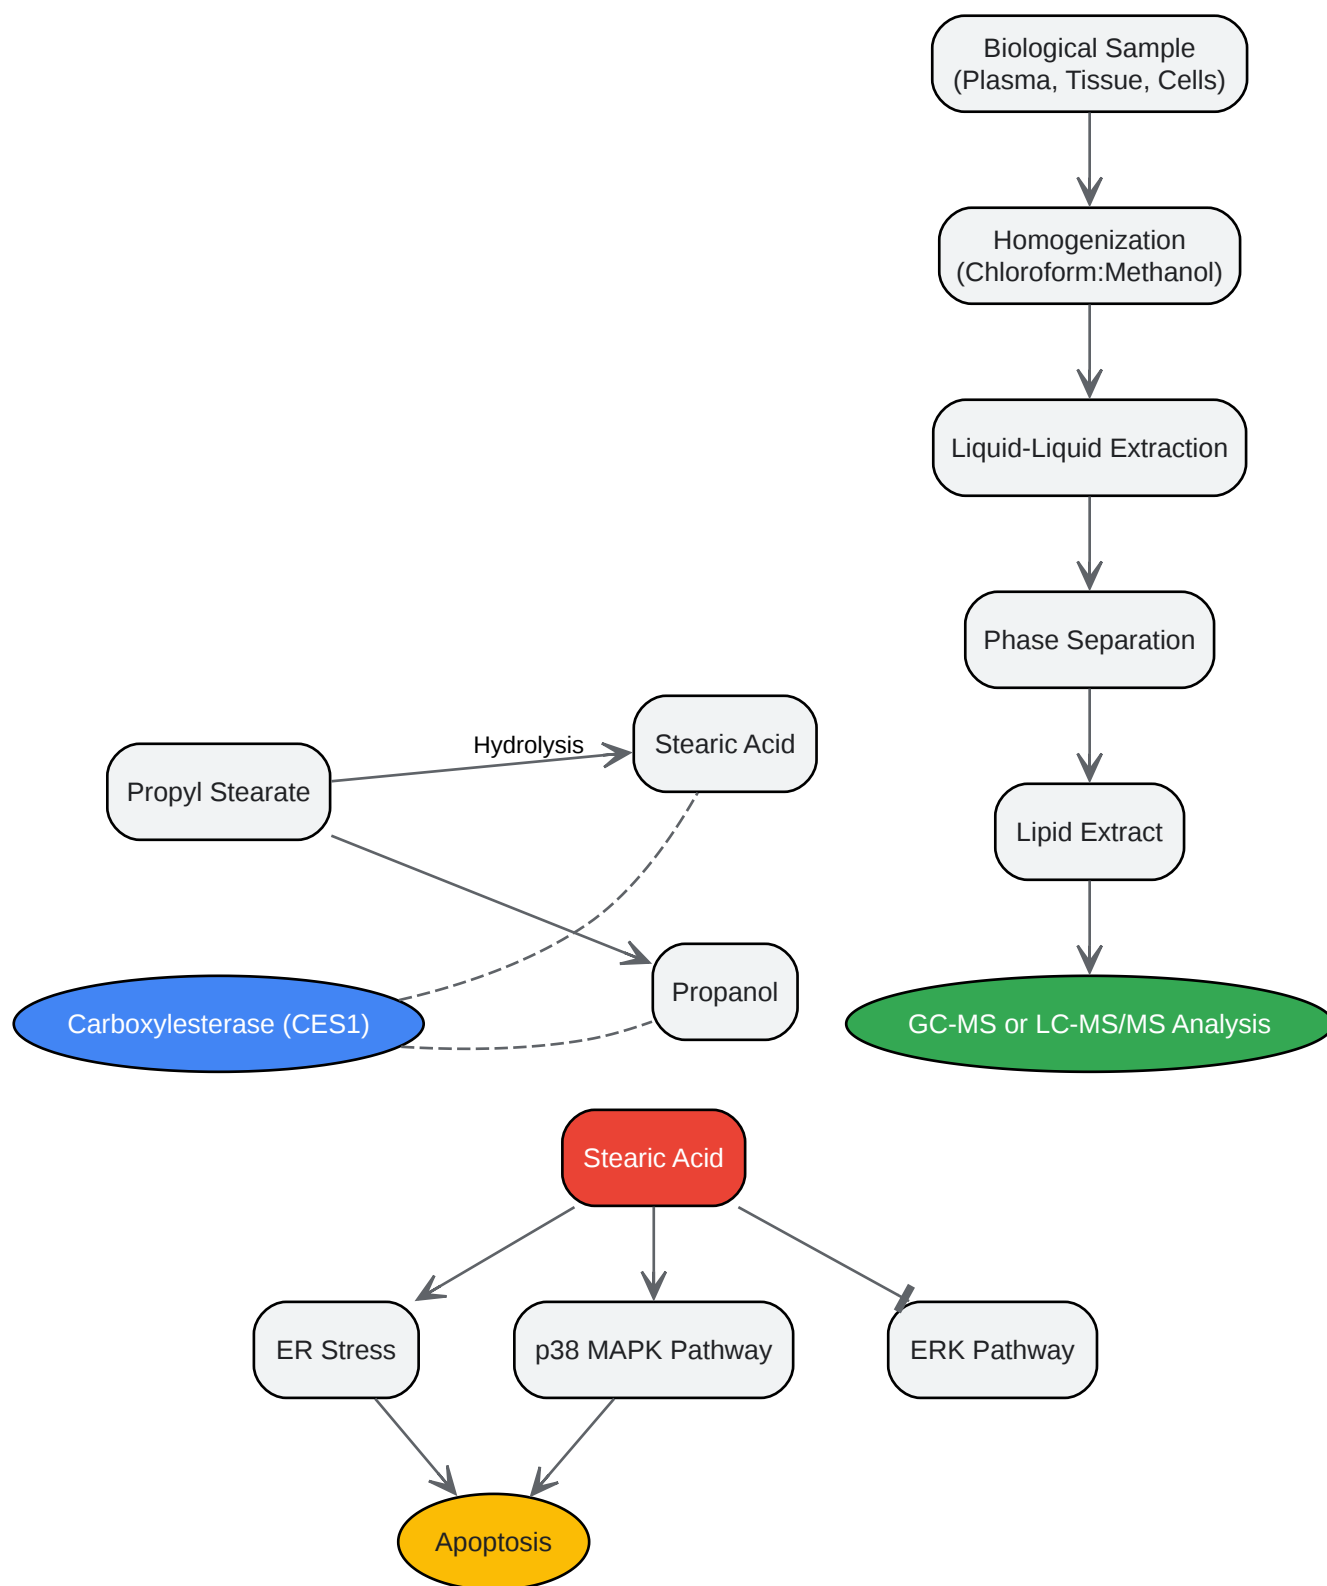 Biological Sample
(Plasma, Tissue, Cells)
Homogenization
(Chloroform:Methanol)
Liquid-Liquid Extraction
Phase Separation
Lipid Extract
GC-MS or LC-MS/MS Analysis
Propyl Stearate
Hydrolysis
Stearic Acid
Propanol
Carboxylesterase (CES1)
Stearic Acid
ER Stress
p38 MAPK Pathway
ERK Pathway
Apoptosis